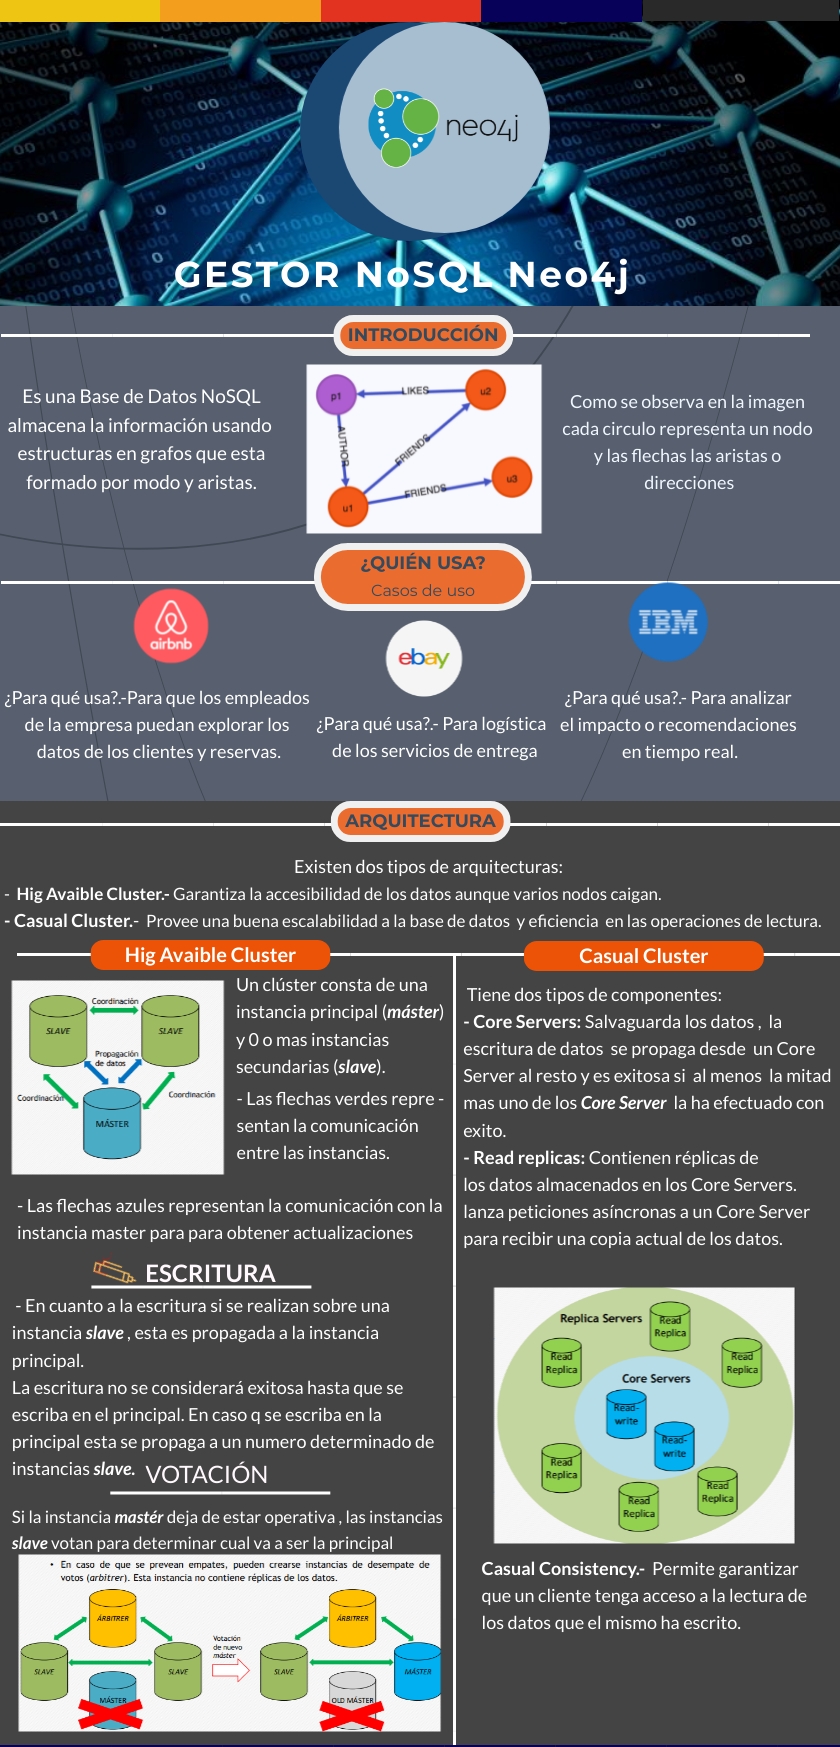 neo4j
GESTOR NoSQL Neo4j
INTRODUCCIÓN
Es una Base de Datos NoSQL
almacena la información usando
estructuras en grafos que esta
formado por modo y aristas.
p1
LIKES
u2
AUTHOR
FRIENDS
FRIENDS
u3
u1
Como se observa en la imagen
cada circulo representa un nodo
y las flechas las aristas o
direcciones
¿QUIÉN USA?
Casos de uso
airbnb
¿Para qué usa?.-Para que los empleados
de la empresa puedan explorar los
datos de los clientes y reservas.
ebay
¿Para qué usa?.- Para logística
de los servicios de entrega
IBM
¿Para qué usa?.- Para analizar
el impacto o recomendaciones
en tiempo real.
ARQUITECTURA
Existen dos tipos de arquitecturas:
- Hig Avaible Cluster.- Garantiza la accesibilidad de los datos aunque varios nodos caigan.
- Casual Cluster.- Provee una buena escalabilidad a la base de datos y eficiencia en las operaciones de lectura.
Hig Avaible Cluster
Coordinación
SLAVE
SLAVE
Propagación
de datos
Coordinación
Coordinación
MÁSTER
Un clúster consta de una
instancia principal (máster)
y 0 o mas instancias
secundarias (slave).
- Las flechas verdes repre -
sentan la comunicación
entre las instancias.
- Las flechas azules representan la comunicación con la
instancia master para para obtener actualizaciones
ESCRITURA
- En cuanto a la escritura si se realizan sobre una
instancia slave , esta es propagada a la instancia
principal.
La escritura no se considerará exitosa hasta que se
escriba en el principal. En caso q se escriba en la
principal esta se propaga a un numero determinado de
instancias slave.
VOTACIÓN
Si la instancia mastér deja de estar operativa , las instancias
slave votan para determinar cual va a ser la principal
• En caso de que se prevean empates, pueden crearse instancias de desempate de
votos (arbitrer). Esta instancia no contiene réplicas de los datos.
ÁRBITRER
SLAVE
SLAVE
MÁSTER
Votación
de nuevo
máster
ÁRBITRER
SLAVE
MÁSTER
OLD MÁSTER
Casual Cluster
Tiene dos tipos de componentes:
- Core Servers: Salvaguarda los datos , la
escritura de datos se propaga desde un Core
Server al resto y es exitosa si al menos la mitad
mas uno de los Core Server la ha efectuado con
exito.
- Read replicas: Contienen réplicas de
los datos almacenados en los Core Servers.
lanza peticiones asíncronas a un Core Server
para recibir una copia actual de los datos.
Replica Servers
Read
Replica
Read
Replica
Read
Replica
Core Servers
Read-
write
Read-
write
Read
Replica
Read
Replica
Read
Replica
Casual Consistency.- Permite garantizar
que un cliente tenga acceso a la lectura de
los datos que el mismo ha escrito.